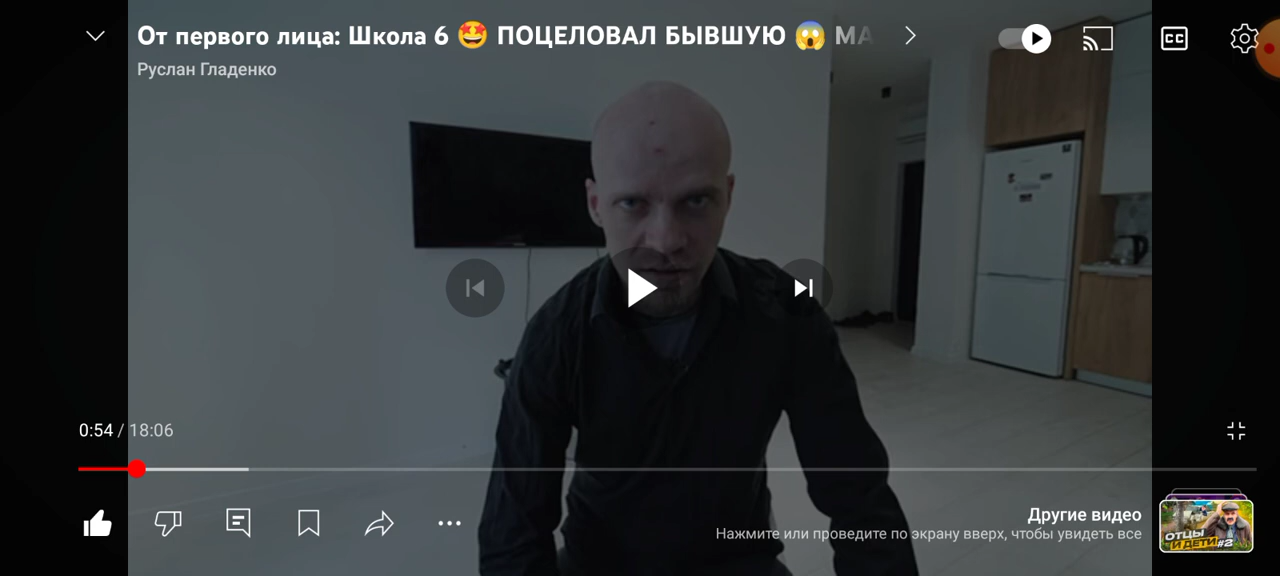 От первого лица: Школа 6 🤩 ПОЦЕЛОВАЛ БЫВШУЮ 😱 МА
Руслан Гладенко
CC
0:54 / 18:06
Другие видео
Нажмите или проведите по экрану вверх, чтобы увидеть все
ОТЦЫ
И ДЕТИ #2